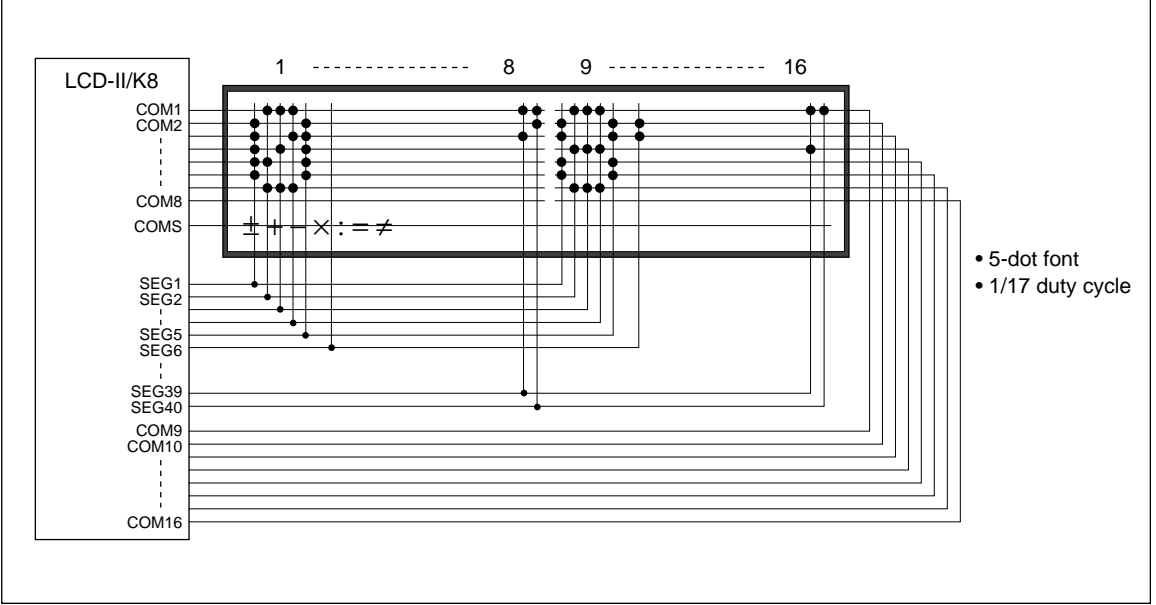 1 - - - - - - - - - - - - - 8 9 - - - - - - - - - - - - - 16
LCD-II/K8
COM1
COM2
COM8
COMS
± + − × : = ≠
• 5-dot font
• 1/17 duty cycle
SEG1
SEG2
SEG5
SEG6
SEG39
SEG40
COM9
COM10
COM16